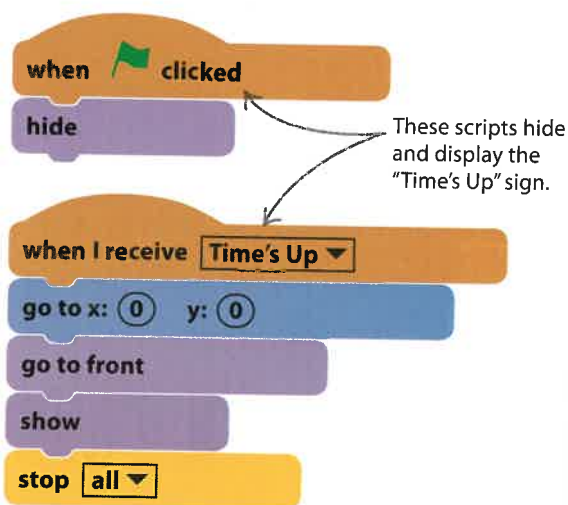 when clicked
hide
These scripts hide
and display the
"Time's Up" sign.
when I receive Time's Up
go to x: 0 y: 0
go to front
show
stop all